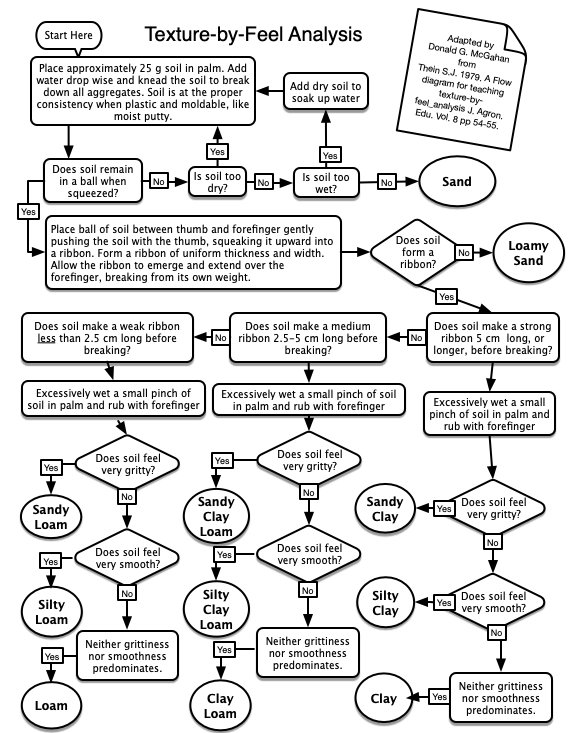 Texture-by-Feel Analysis
Start Here
Adapted by
Donald G. McGahan
from
Thein S.J. 1979. A Flow
diagram for teaching
texture-by-
feel_analysis J. Agron.
Edu. Vol. 8 pp 54-55.
Place approximately 25 g soil in palm. Add
water drop wise and knead the soil to break
down all aggregates. Soil is at the proper
consistency when plastic and moldable, like
moist putty.
Add dry soil to
soak up water
Yes
Yes
Does soil remain
in a ball when
squeezed?
No
Is soil too
dry?
No
Is soil too
wet?
No
Sand
Yes
Place ball of soil between thumb and forefinger gently
pushing the soil with the thumb, squeaking it upward into
a ribbon. Form a ribbon of uniform thickness and width.
Allow the ribbon to emerge and extend over the
forefinger, breaking from its own weight.
Does soil
form a
ribbon?
No
Loamy
Sand
Yes
Does soil make a weak ribbon
less than 2.5 cm long before
breaking?
No
Does soil make a medium
ribbon 2.5-5 cm long before
breaking?
No
Does soil make a strong
ribbon 5 cm long, or
longer, before breaking?
Excessively wet a small pinch of
soil in palm and rub with forefinger
Excessively wet a small pinch of soil
in palm and rub with forefinger
Excessively wet a small
pinch of soil in palm and
rub with forefinger
Does soil feel
very gritty?
Yes
No
Sandy
Loam
Does soil feel
very smooth?
Yes
No
Silty
Loam
Neither grittiness
nor smoothness
predominates.
Yes
Loam
Does soil feel
very gritty?
Yes
No
Sandy
Clay
Loam
Does soil feel
very smooth?
Yes
No
Silty
Clay
Loam
Neither grittiness
nor smoothness
predominates.
Yes
Clay
Loam
Does soil feel
very gritty?
Yes
No
Sandy
Clay
Does soil feel
very smooth?
Yes
No
Silty
Clay
Neither grittiness
nor smoothness
predominates.
Yes
Clay